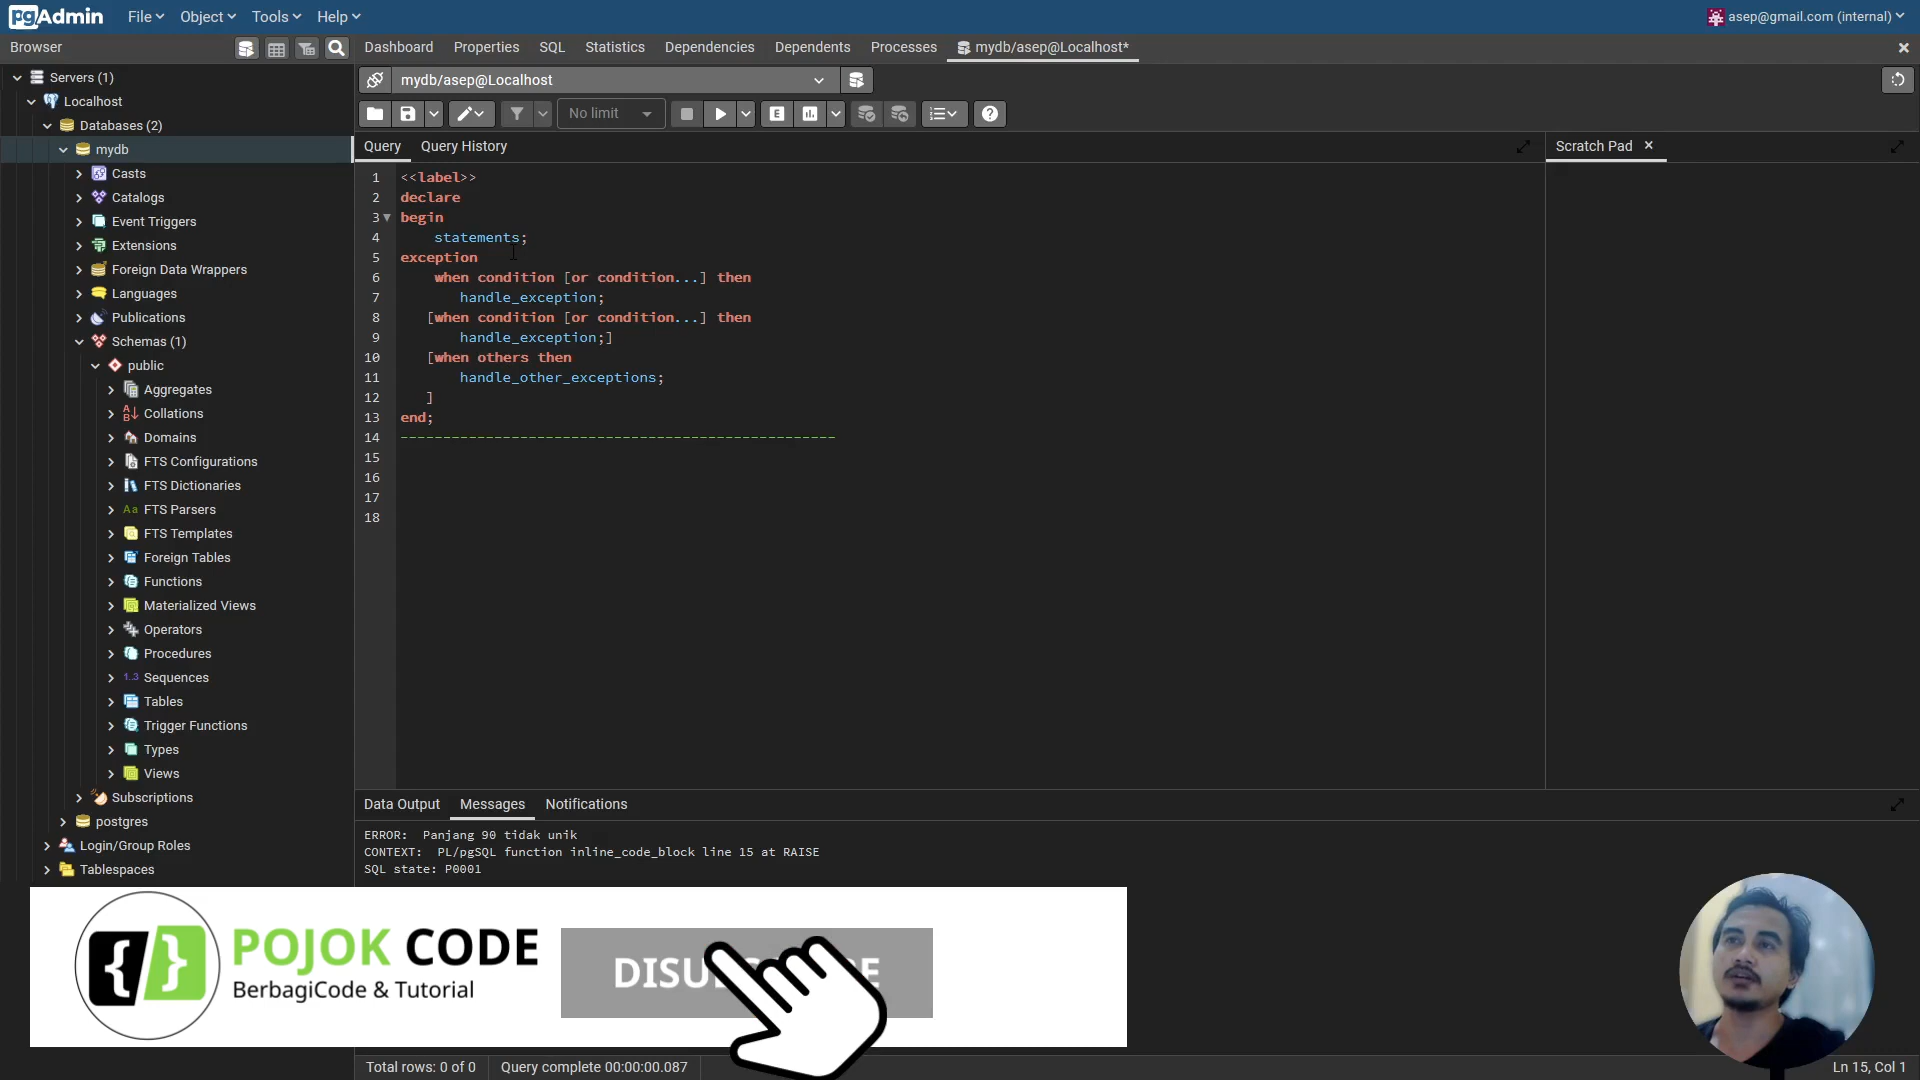 pgAdmin File Object Tools Help asep@gmail.com (internal)
Browser Dashboard Properties SQL Statistics Dependencies Dependents Processes mydb/asep@Localhost*
Servers (1)
Localhost
Databases (2)
mydb
Casts
Catalogs
Event Triggers
Extensions
Foreign Data Wrappers
Languages
Publications
Schemas (1)
public
Aggregates
Collations
Domains
FTS Configurations
FTS Dictionaries
FTS Parsers
FTS Templates
Foreign Tables
Functions
Materialized Views
Operators
Procedures
1..3 Sequences
Tables
Trigger Functions
Types
Views
Subscriptions
postgres
Login/Group Roles
Tablespaces
mydb/asep@Localhost
No limit
Query Query History
Scratch Pad
1 <<label>>
2 declare
3 begin
4 statements;
5 exception
6 when condition [or condition...] then
7 handle_exception;
8 [when condition [or condition...] then
9 handle_exception;]
10 [when others then
11 handle_other_exceptions;
12 ]
13 end;
14 ---------------------------------------------------
15
16
17
18
Data Output Messages Notifications
ERROR: Panjang 90 tidak unik
CONTEXT: PL/pgSQL function inline_code_block line 15 at RAISE
SQL state: P0001
POJOK CODE
BerbagiCode & Tutorial
Total rows: 0 of 0 Query complete 00:00:00.087 Ln 15, Col 1